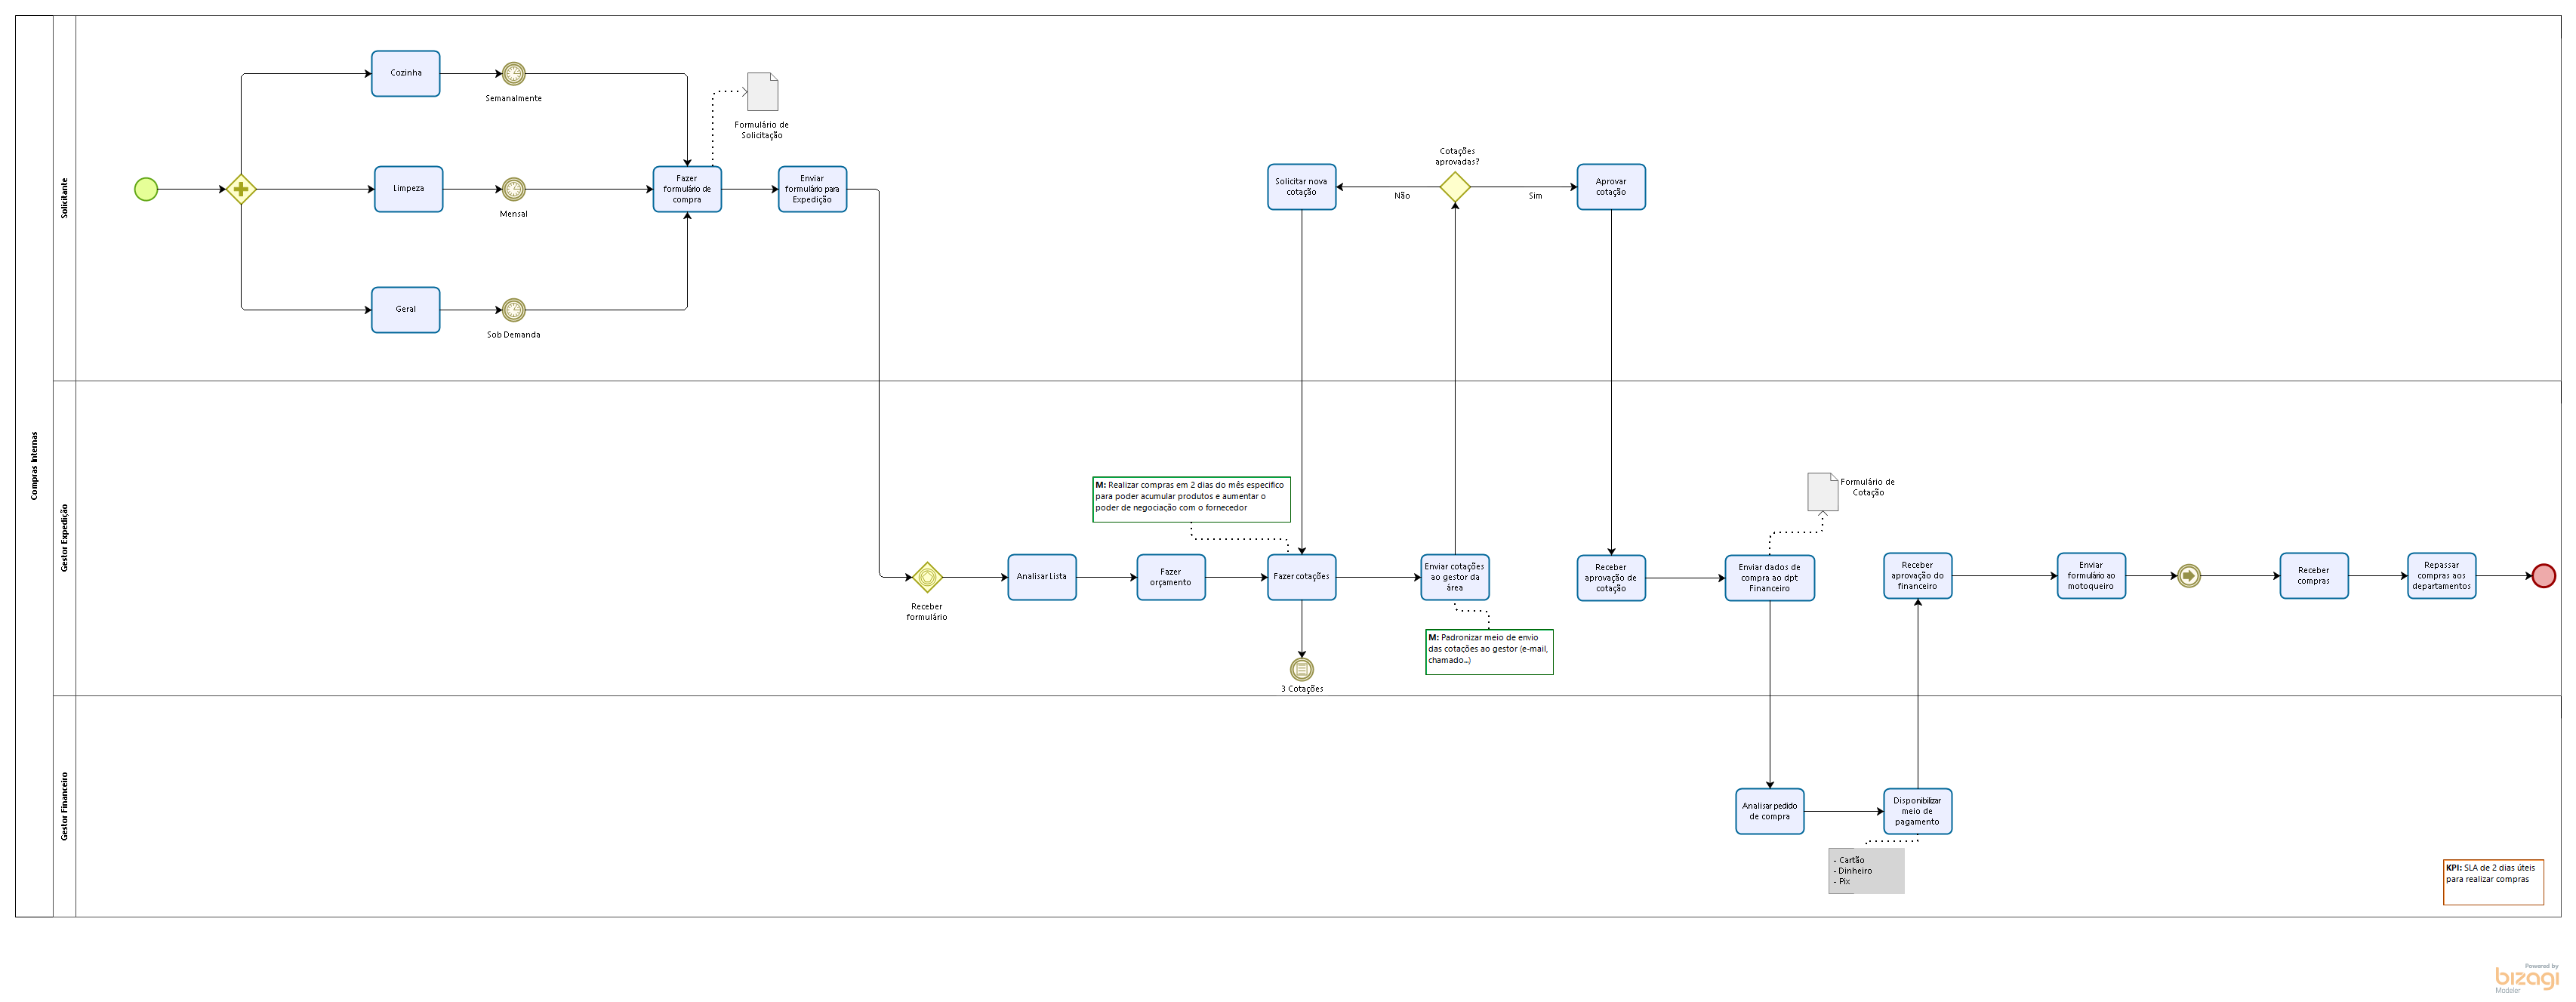 Compras Internas
Solicitante
Cozinha
Semanalmente
Formulário de
Solicitação
Limpeza
Mensal
Fazer
formulário de
compra
Enviar
formulário para
Expedição
Geral
Sob Demanda
Cotações
aprovadas?
Solicitar nova
cotação
Não
Sim
Aprovar
cotação
Gestor Expedição
Receber
formulário
Analisar Lista
Fazer
orçamento
M: Realizar compras em 2 dias do mês especifico
para poder acumular produtos e aumentar o
poder de negociação com o fornecedor
Fazer cotações
3 Cotações
Enviar cotações
ao gestor da
área
M: Padronizar meio de envio
das cotações ao gestor (e-mail,
chamado...)
Receber
aprovação de
cotação
Enviar dados de
compra ao dpt
Financeiro
Formulário de
Cotação
Receber
aprovação do
financeiro
Enviar
formulário ao
motoqueiro
Receber
compras
Repassar
compras aos
departamentos
Gestor Financeiro
Analisar pedido
de compra
Disponibilizar
meio de
pagamento
- Cartão
- Dinheiro
- Pix
KPI: SLA de 2 dias úteis
para realizar compras
Powered by
bizagi
Modeler